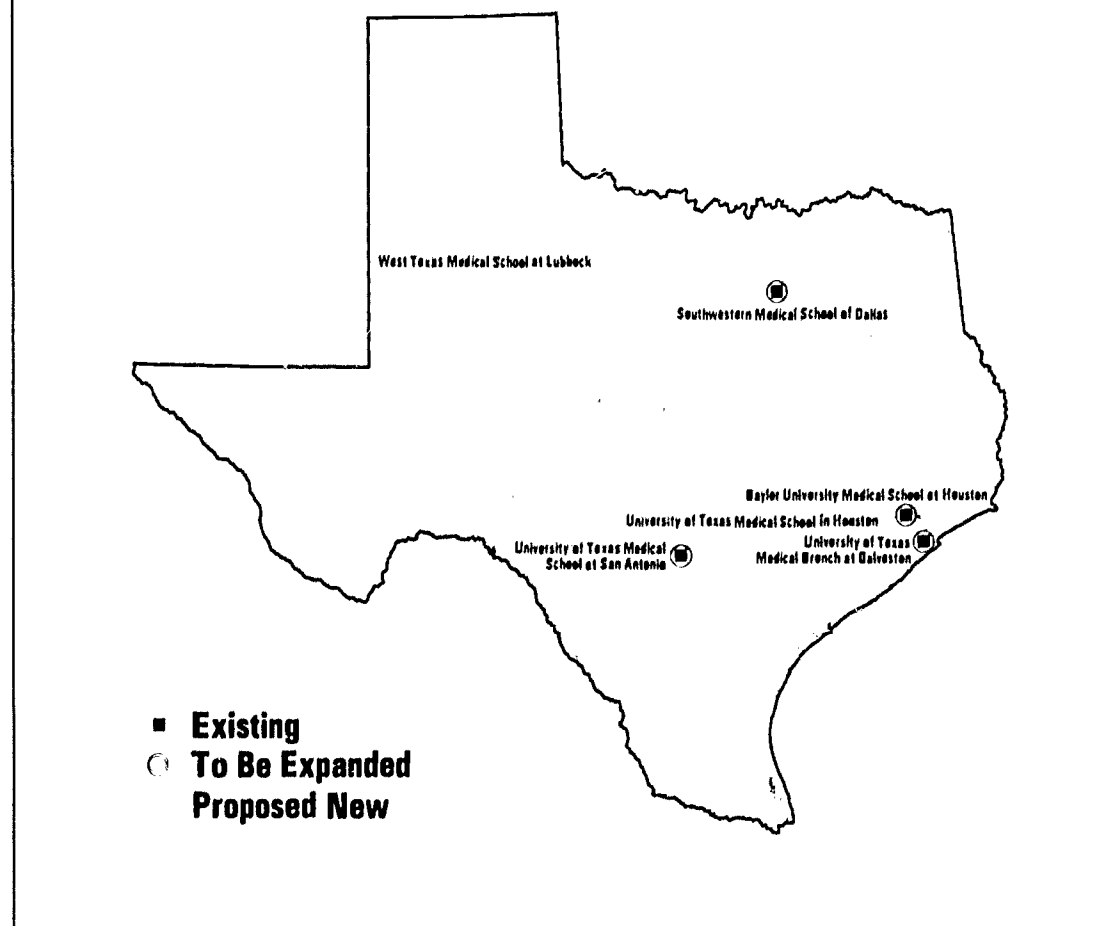 West Texas Medical School at Lubbock
Southwestern Medical School of Dallas
Baylor University Medical School at Houston
University of Texas Medical School in Houston
University of Texas
Medical Branch at Galveston
University of Texas Medical
School at San Antonio
Existing
To Be Expanded
Proposed New